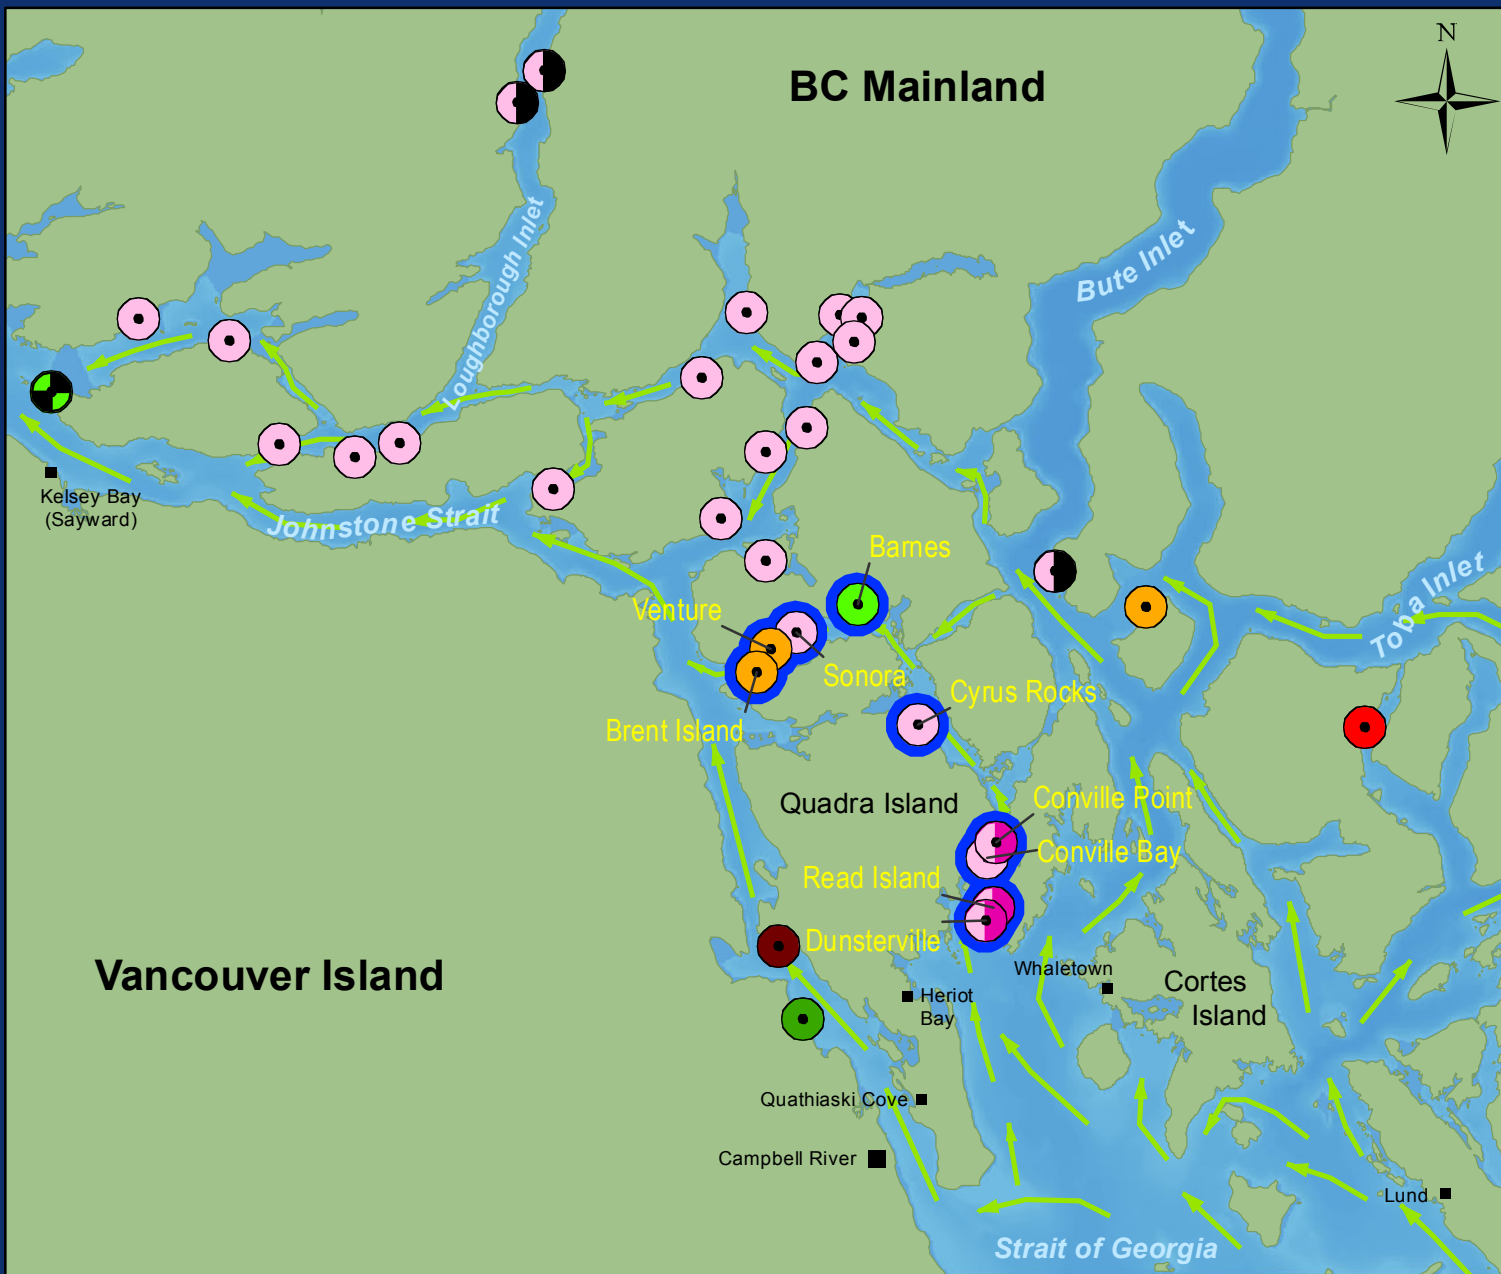 N
BC Mainland
Loughborough Inlet
Bute Inlet
Kelsey Bay
(Sayward)
Johnstone Strait
Barnes
Toba Inlet
Venture
Sonora
Cyrus Rocks
Brent Island
Quadra Island
Conville Point
Conville Bay
Read Island
Dunsterville
Vancouver Island
Whaletown
Heriot
Bay
Cortes
Island
Quathiaski Cove
Campbell River
Lund
Strait of Georgia